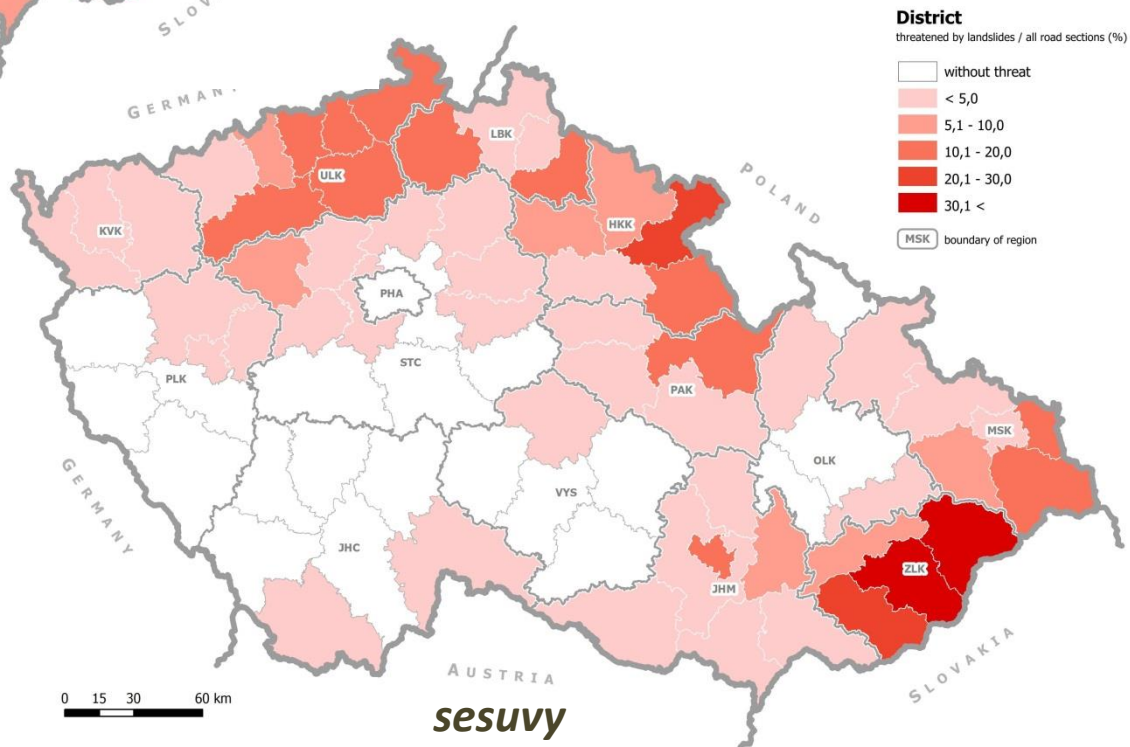 SLOV
GERMAN
District
threatened by landslides / all road sections (%)
without threat
< 5,0
5,1 - 10,0
10,1 - 20,0
20,1 - 30,0
30,1 <
MSK boundary of region
LBK
ULK
POLAND
KVK
HKK
PHA
STC
PLK
PAK
MSK
OLK
GERMANY
VYS
JHC
ZLK
JHM
AUSTRIA
SLOVAKIA
0 15 30 60 km
sesuvy